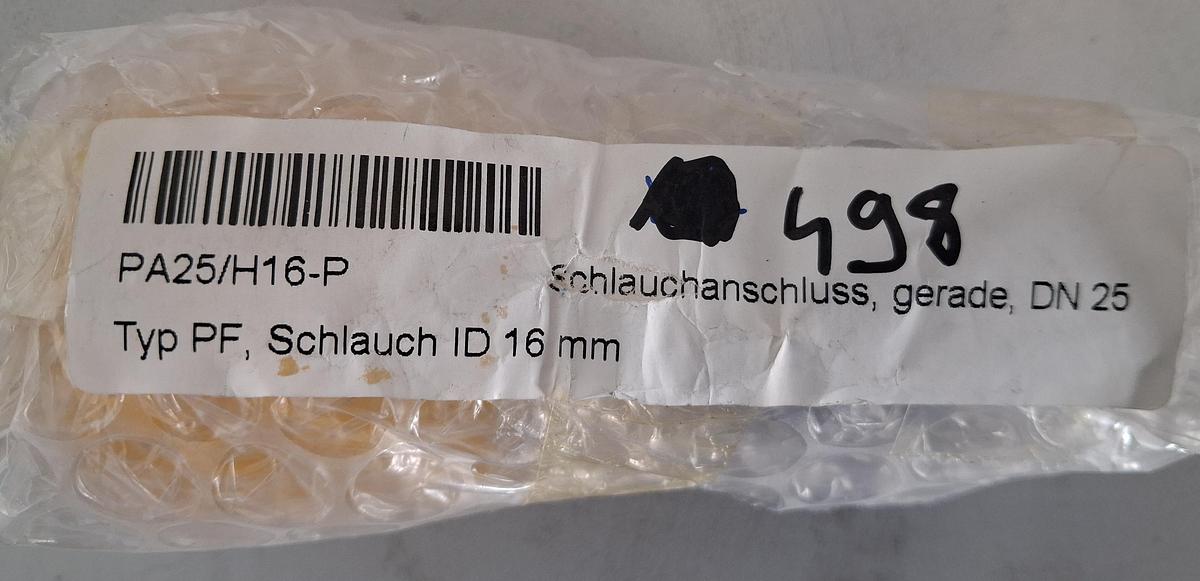 498
PA25/H16-P
Schlauchanschluss, gerade, DN 25
Typ PF, Schlauch ID 16 mm